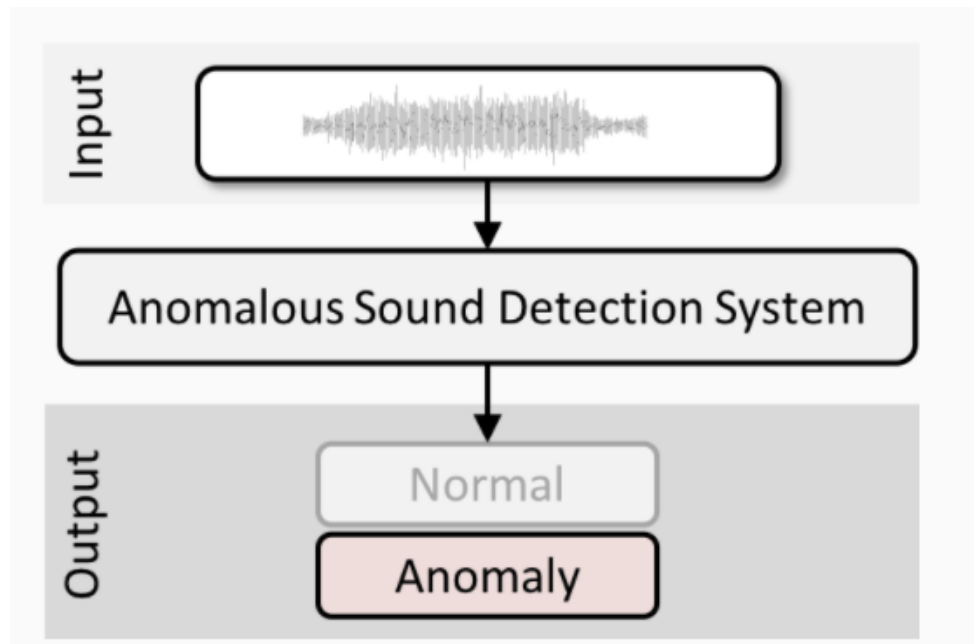 Input
Anomalous Sound Detection System
Output
Normal
Anomaly